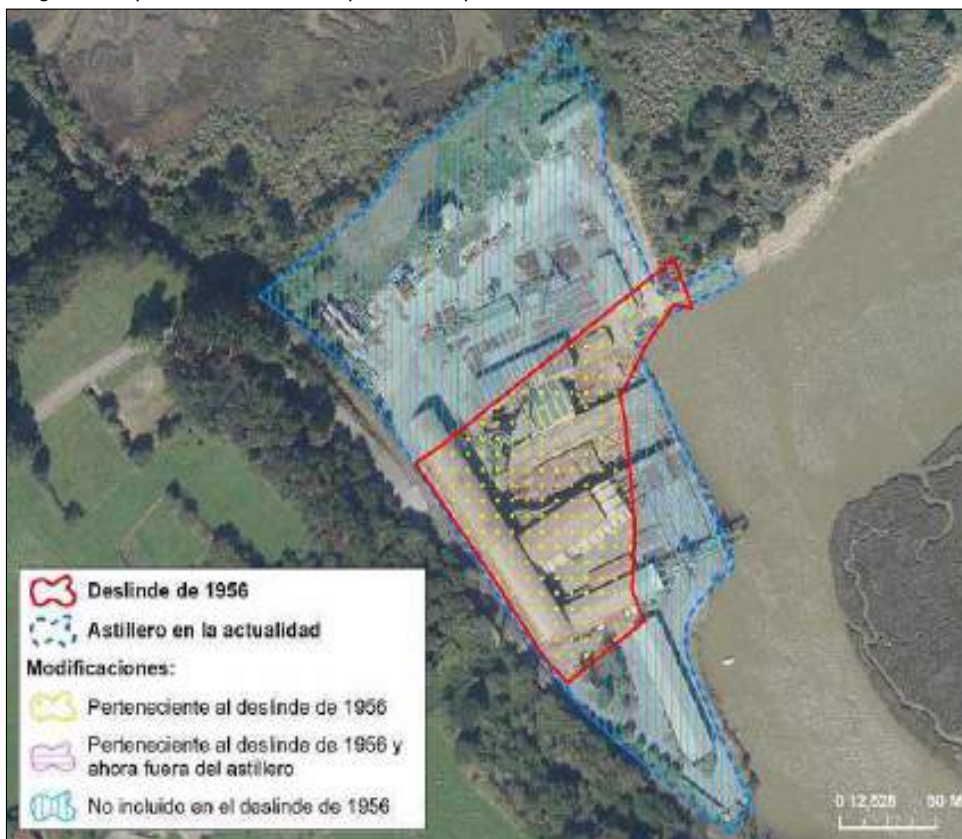 Deslinde de 1956
Astillero en la actualidad
Modificaciones:
Perteneciente al deslinde de 1956
Perteneciente al deslinde de 1956 y
ahora fuera del astillero
No incluido en el deslinde de 1956
0 12,525 50 M